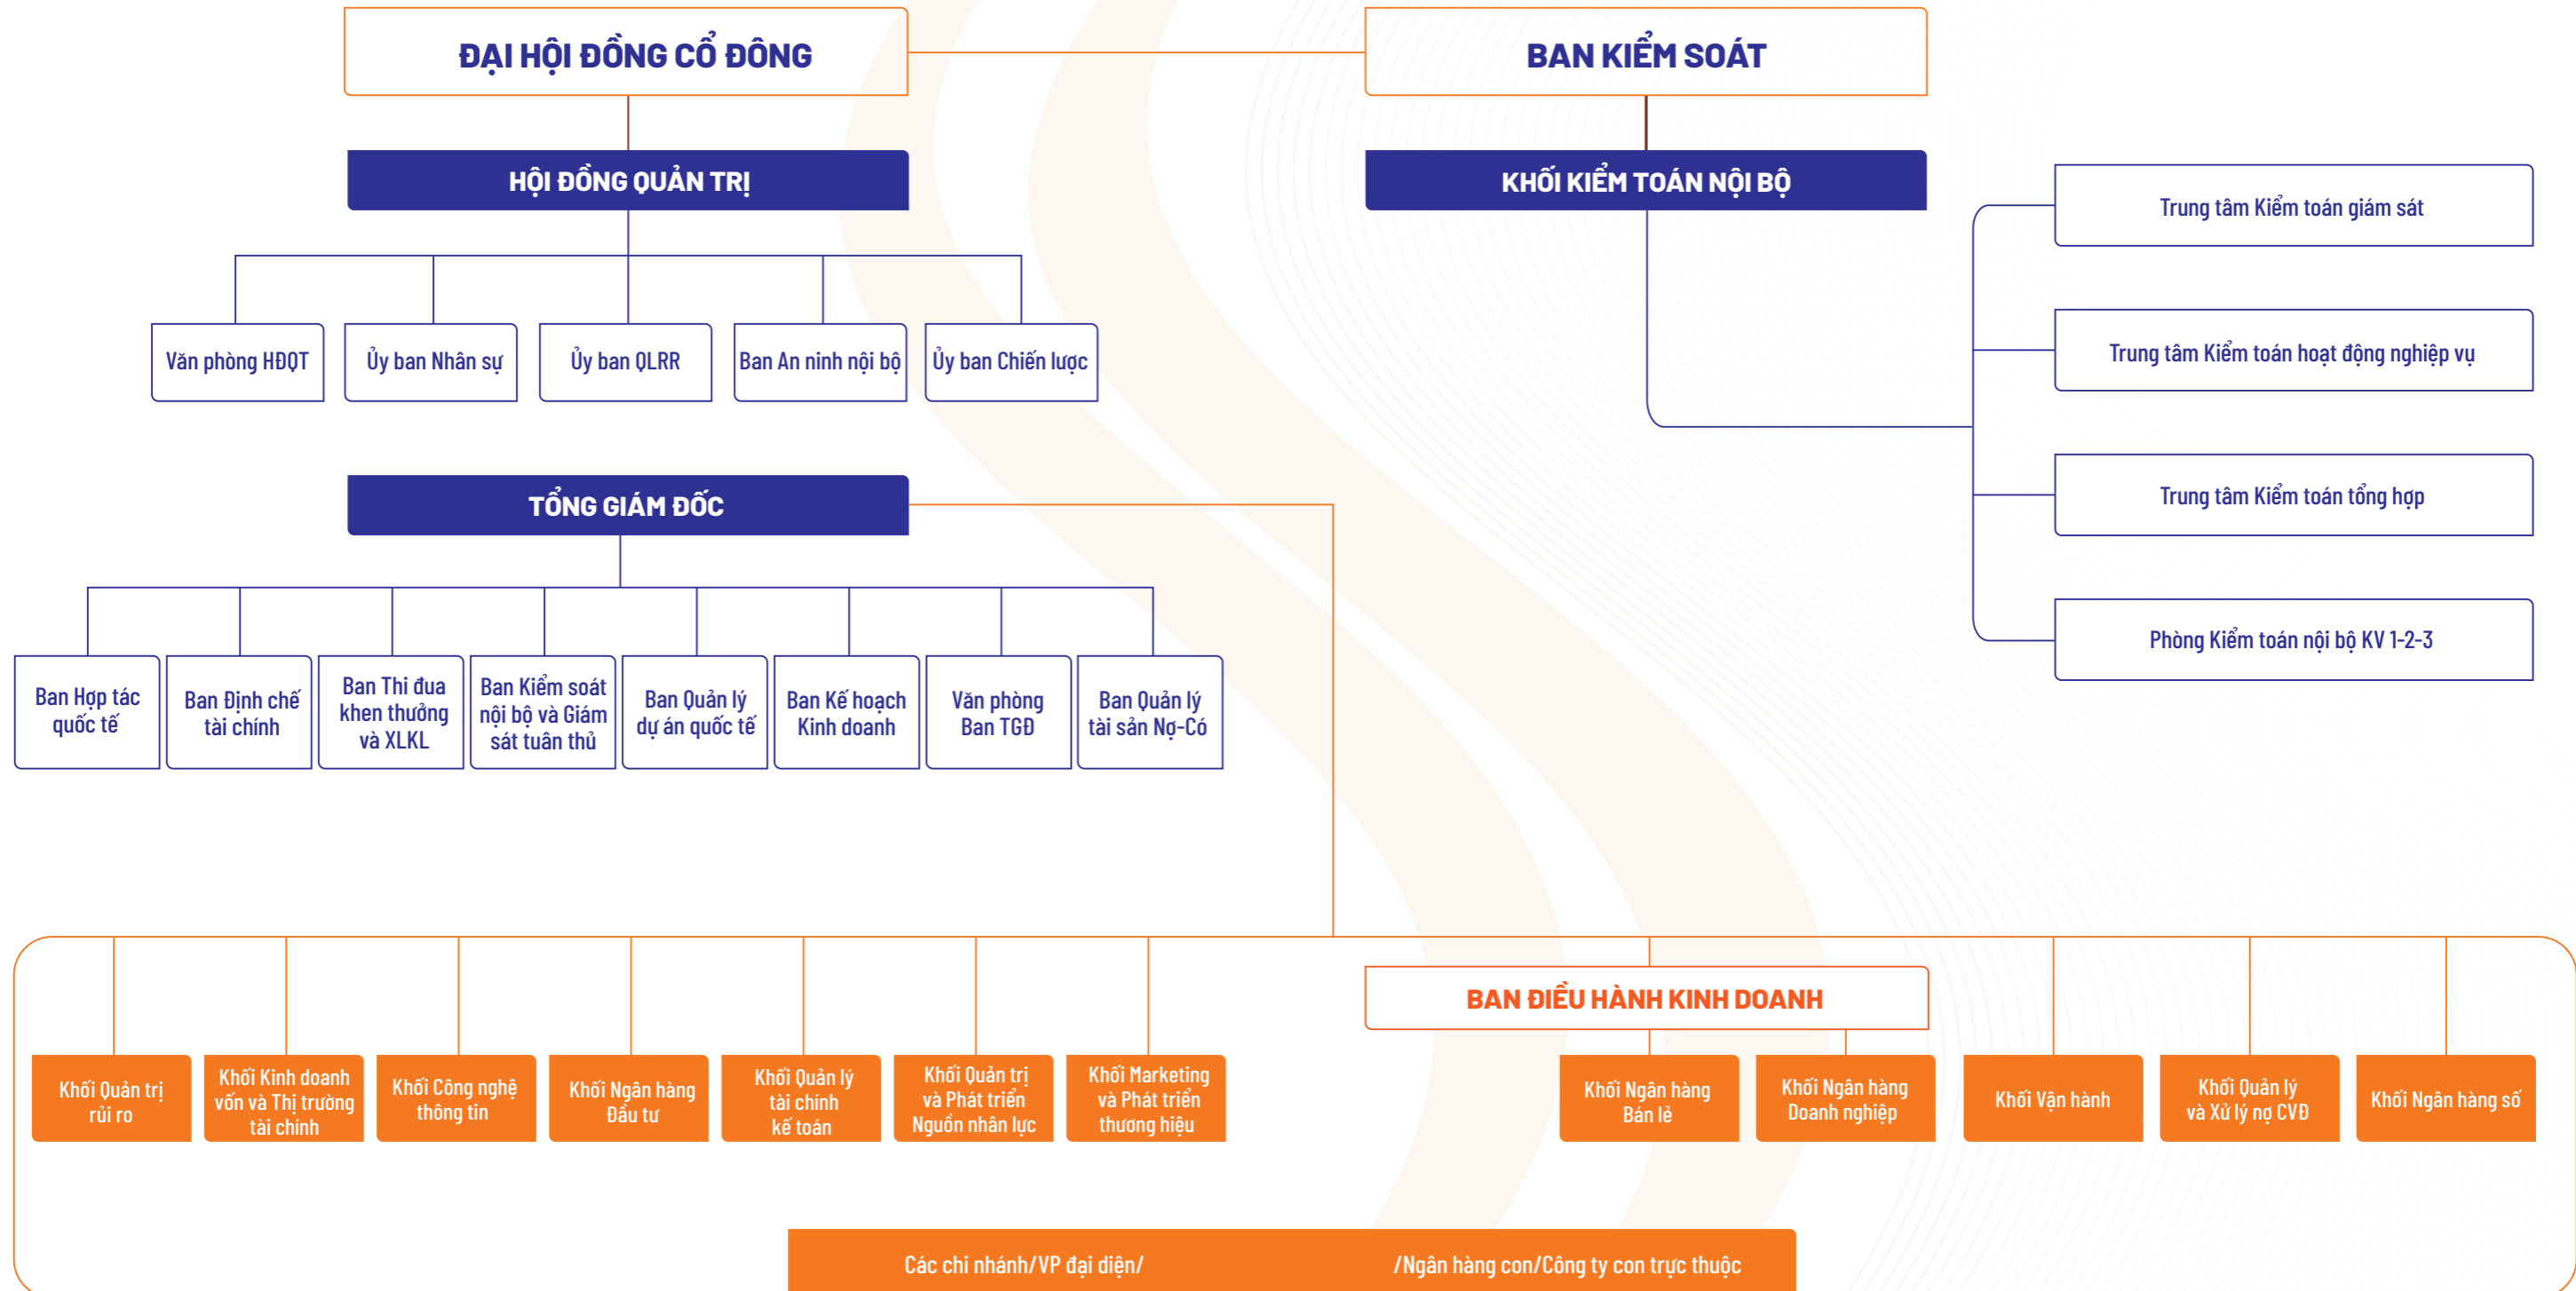 ĐẠI HỘI ĐỒNG CỔ ĐÔNG
BAN KIỂM SOÁT
HỘI ĐỒNG QUẢN TRỊ
KHỐI KIỂM TOÁN NỘI BỘ
Trung tâm Kiểm toán giám sát
Trung tâm Kiểm toán hoạt động nghiệp vụ
Trung tâm Kiểm toán tổng hợp
Phòng Kiểm toán nội bộ KV 1-2-3
Văn phòng HĐQT
Ủy ban Nhân sự
Ủy ban QLRR
Ban An ninh nội bộ
Ủy ban Chiến lược
TỔNG GIÁM ĐỐC
Ban Hợp tác
quốc tế
Ban Định chế
tài chính
Ban Thi đua
khen thưởng
và XLKL
Ban Kiểm soát
nội bộ và Giám
sát tuân thủ
Ban Quản lý
dự án quốc tế
Ban Kế hoạch
Kinh doanh
Văn phòng
Ban TGĐ
Ban Quản lý
tài sản Nợ-Có
BAN ĐIỀU HÀNH KINH DOANH
Khối Quản trị
rủi ro
Khối Kinh doanh
vốn và Thị trường
tài chính
Khối Công nghệ
thông tin
Khối Ngân hàng
Đầu tư
Khối Quản lý
tài chính
kế toán
Khối Quản trị
và Phát triển
Nguồn nhân lực
Khối Marketing
và Phát triển
thương hiệu
Khối Ngân hàng
Bán lẻ
Khối Ngân hàng
Doanh nghiệp
Khối Vận hành
Khối Quản lý
và Xử lý nợ CVĐ
Khối Ngân hàng số
Các chi nhánh/VP đại diện/ /Ngân hàng con/Công ty con trực thuộc